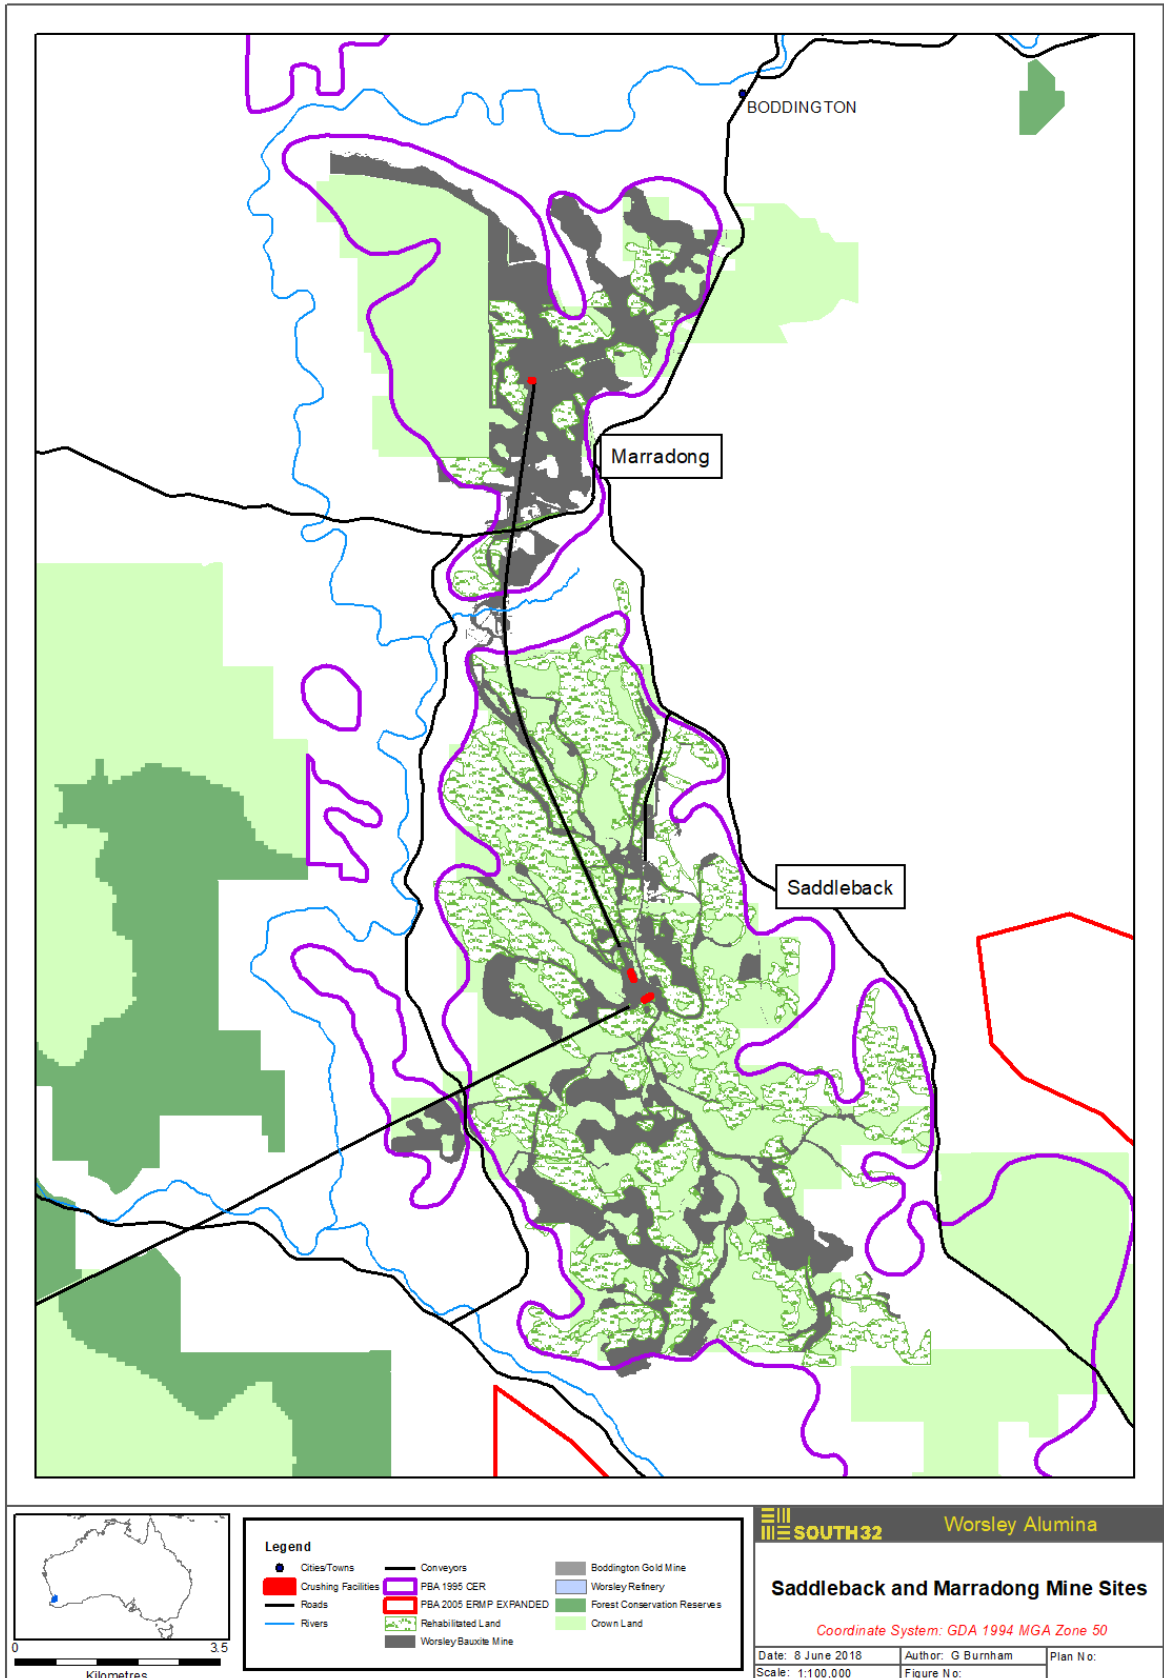 BODDINGTON
Marradong
Saddleback
0 3.5
Kilometres
Legend
Cities/Towns
Crushing Facilities
Roads
Rivers
Conveyors
PBA 1995 CER
PBA 2005 ERMP EXPANDED
Rehabilitated Land
Worsley Bauxite Mine
Boddington Gold Mine
Worsley Refinery
Forest Conservation Reserves
Crown Land
SOUTH32
Worsley Alumina
Saddleback and Marradong Mine Sites
Coordinate System: GDA 1994 MGA Zone 50
Date: 8 June 2018
Author: G Burnham
Plan No:
Scale: 1:100,000
Figure No: